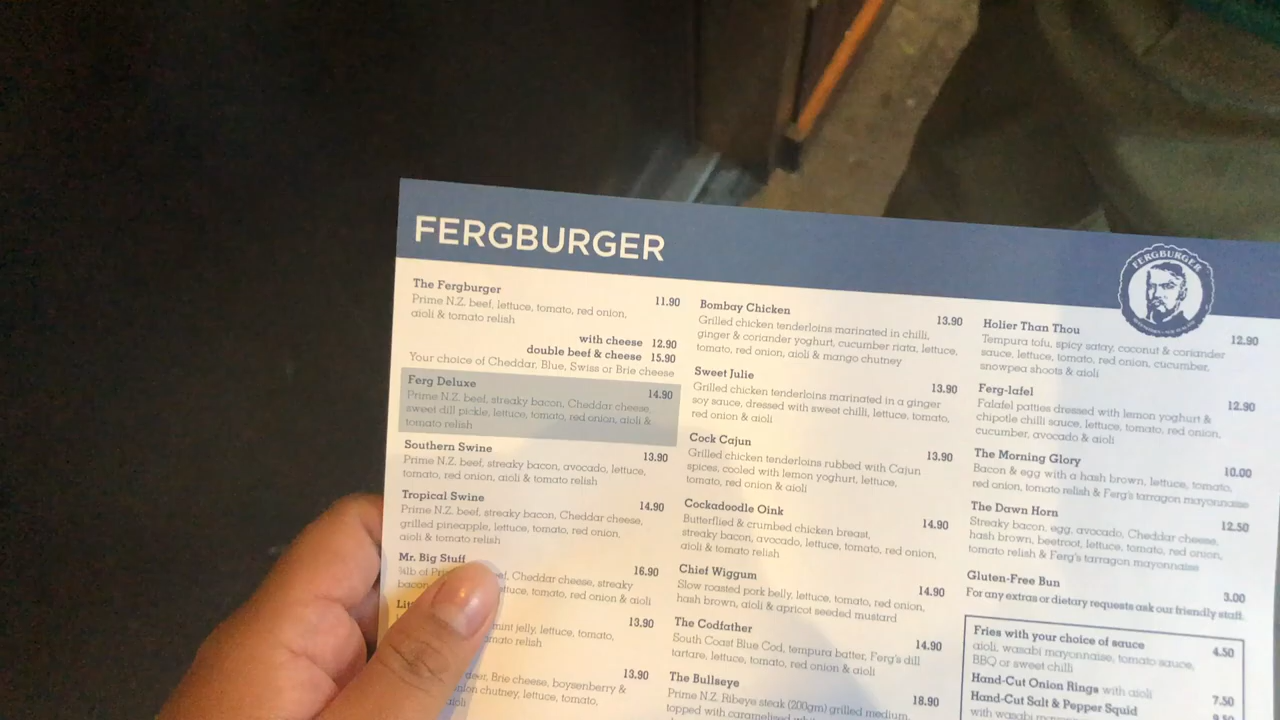 FERGBURGER
FERGBURGER
The Fergburger 11.90
Prime N.Z. beef, lettuce, tomato, red onion,
aioli & tomato relish
with cheese 12.90
double beef & cheese 15.90
Your choice of Cheddar, Blue, Swiss or Brie cheese
Ferg Deluxe 14.90
Prime N.Z. beef, streaky bacon, Cheddar cheese,
sweet dill pickle, lettuce, tomato, red onion, aioli &
tomato relish
Southern Swine 13.90
Prime N.Z. beef, streaky bacon, avocado, lettuce,
tomato, red onion, aioli & tomato relish
Tropical Swine 14.90
Prime N.Z. beef, streaky bacon, Cheddar cheese,
grilled pineapple, lettuce, tomato, red onion,
aioli & tomato relish
Mr. Big Stuff 16.90
½lb of Cheddar cheese, streaky
bacon tomato, red onion & aioli
13.90
mint jelly, lettuce, tomato,
relish
13.90
deer, Brie cheese, boysenberry &
chutney, lettuce, tomato,
aioli
Bombay Chicken 13.90
Grilled chicken tenderloins marinated in chilli,
ginger & coriander yoghurt, cucumber riata, lettuce,
tomato, red onion, aioli & mango chutney
Sweet Julie 13.90
Grilled chicken tenderloins marinated in a ginger
soy sauce, dressed with sweet chilli, lettuce, tomato,
red onion & aioli
Cock Cajun 13.90
Grilled chicken tenderloins rubbed with Cajun
spices, cooled with lemon yoghurt, lettuce,
tomato, red onion & aioli
Cockadoodle Oink 14.90
Butterflied & crumbed chicken breast,
streaky bacon, avocado, lettuce, tomato, red onion,
aioli & tomato relish
Chief Wiggum 14.90
Slow roasted pork belly, lettuce, tomato, red onion,
hash brown, aioli & apricot seeded mustard
The Codfather 14.90
South Coast Blue Cod, tempura batter, Ferg's dill
tartare, lettuce, tomato, red onion & aioli
The Bullseye 18.90
Prime N.Z. Ribeye steak (200gm) grilled medium,
topped with caramelised
Holier Than Thou 12.90
Tempura tofu, spicy satay, coconut & coriander
sauce, lettuce, tomato, red onion, cucumber,
snowpea shoots & aioli
Ferg-lafel 12.90
Falafel patties dressed with lemon yoghurt &
chipotle chilli sauce, lettuce, tomato, red onion,
cucumber, avocado & aioli
The Morning Glory 10.00
Bacon & egg with a hash brown, lettuce, tomato,
red onion, tomato relish & Ferg's tarragon mayonnaise
The Dawn Horn 12.50
Streaky bacon, egg, avocado, Cheddar cheese,
hash brown, beetroot, lettuce, tomato, red onion,
tomato relish & Ferg's tarragon mayonnaise
Gluten-Free Bun 3.00
For any extras or dietary requests ask our friendly staff.
Fries with your choice of sauce 4.50
aioli, wasabi mayonnaise, tomato sauce,
BBQ or sweet chilli
Hand-Cut Onion Rings with aioli 7.50
Hand-Cut Salt & Pepper Squid
with wasabi